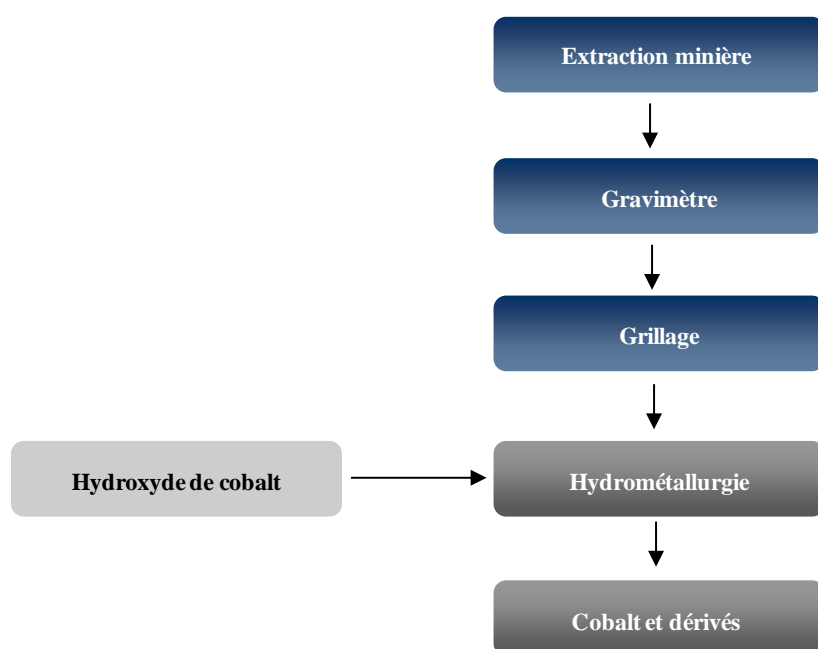 Extraction minière
Gravimètre
Grillage
Hydroxyde de cobalt
Hydrométallurgie
Cobalt et dérivés